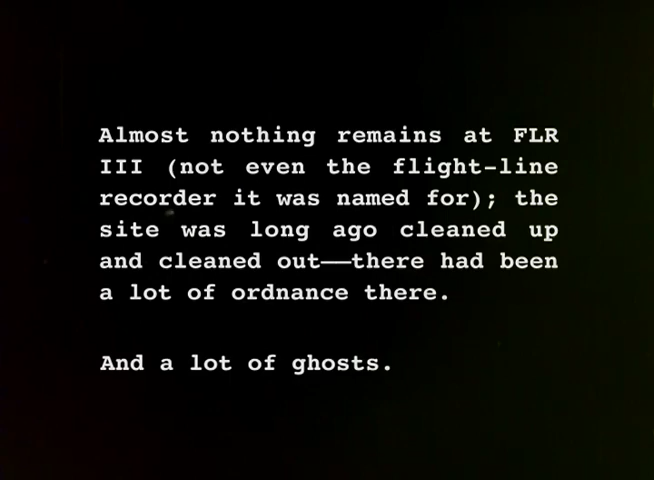 Almost nothing remains at FLR
III (not even the flight-line
recorder it was named for); the
site was long ago cleaned up
and cleaned out——there had been
a lot of ordnance there.
And a lot of ghosts.